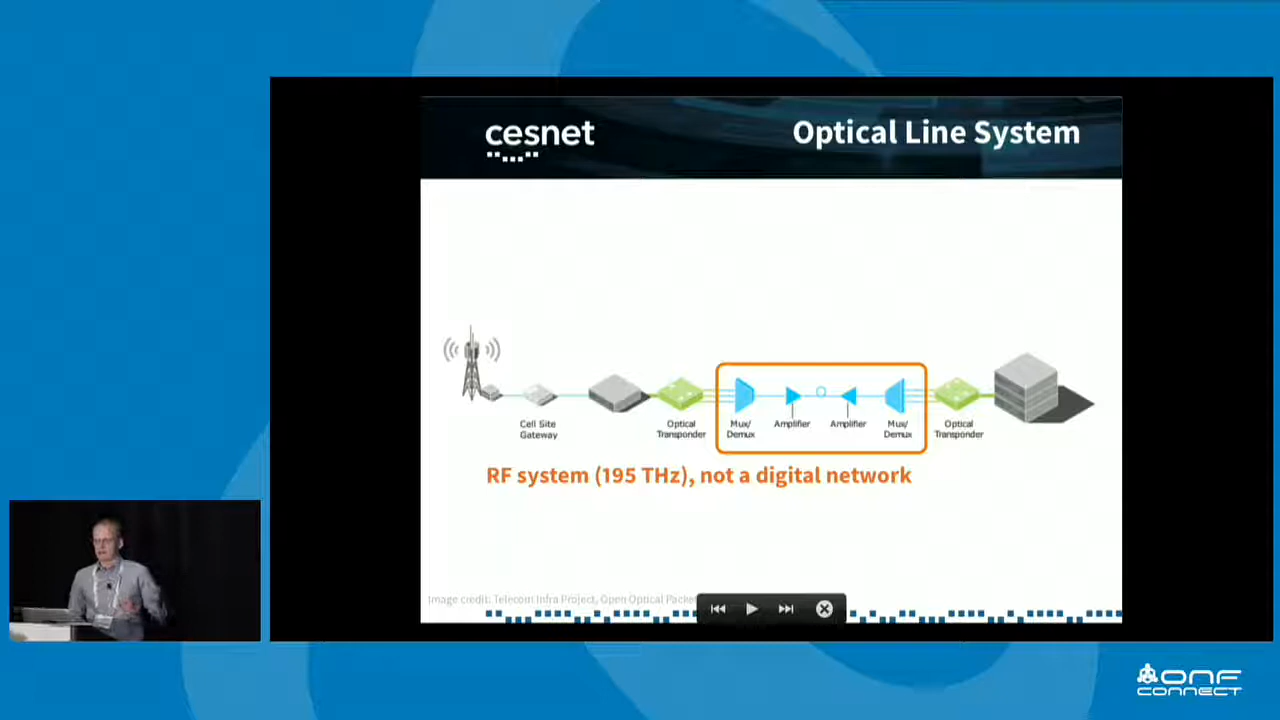 cesnet
Optical Line System
Cell Site
Gateway
Optical
Transponder
Mux/
Demux
Amplifier
Amplifier
Mux/
Demux
Optical
Transponder
RF system (195 THz), not a digital network
Image credit: Telecom Infra Project, Open Optical Packe
ONF
CONNECT